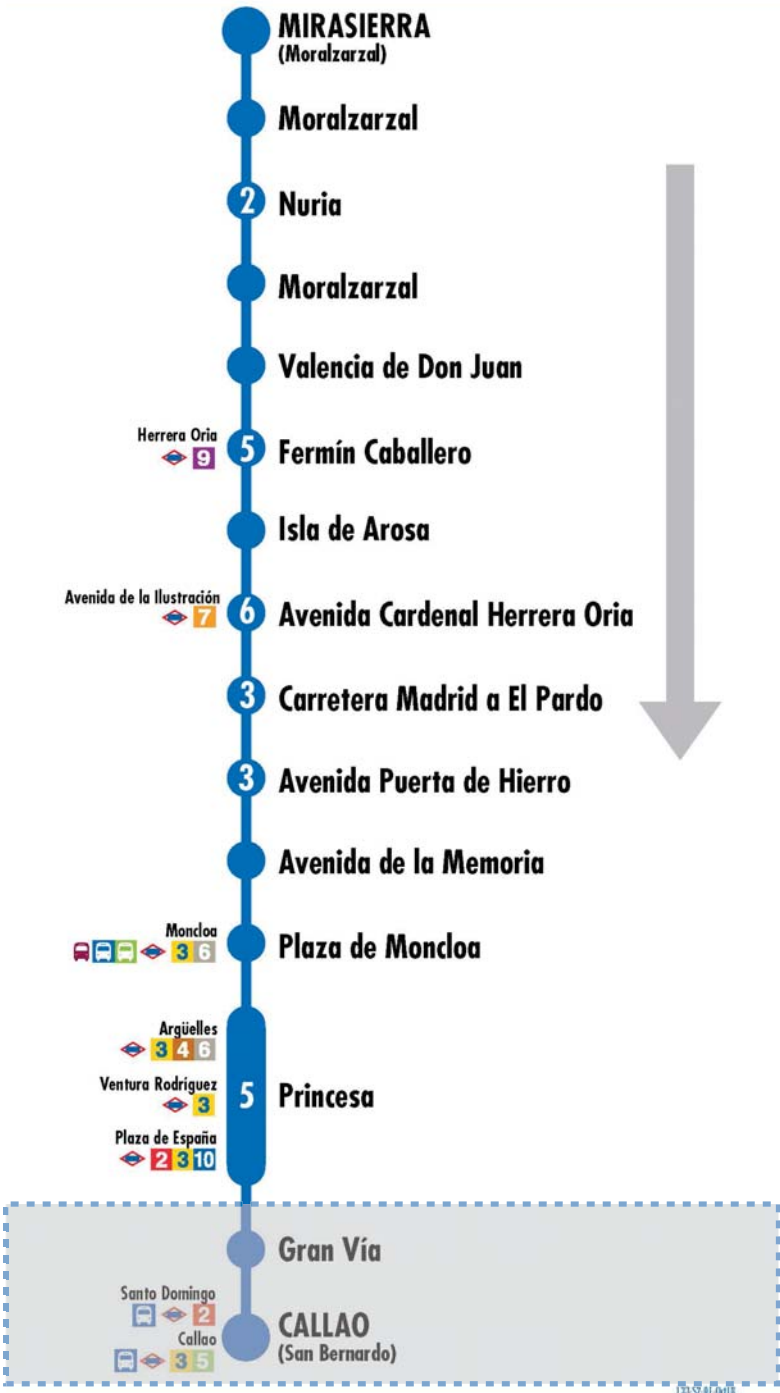 MIRASIERRA
(Moralzarzal)
Moralzarzal
2 Nuria
Moralzarzal
Valencia de Don Juan
Herrera Oria
9
5 Fermín Caballero
Isla de Arosa
Avenida de la Ilustración
7
6 Avenida Cardenal Herrera Oria
3 Carretera Madrid a El Pardo
3 Avenida Puerta de Hierro
Avenida de la Memoria
Moncloa
3 6
Plaza de Moncloa
Argüelles
3 4 6
Ventura Rodríguez
3
Plaza de España
2 3 10
5 Princesa
Gran Vía
Santo Domingo
2
Callao
3 5
CALLAO
(San Bernardo)